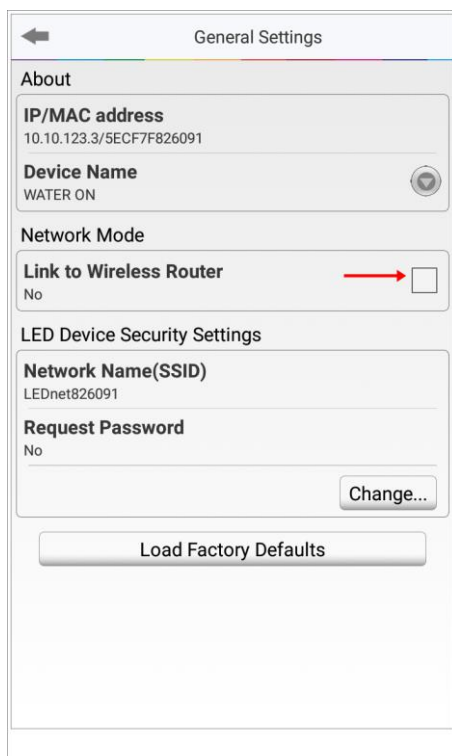 General Settings
About
IP/MAC address
10.10.123.3/5ECF7F826091
Device Name
WATER ON
Network Mode
Link to Wireless Router
No
LED Device Security Settings
Network Name(SSID)
LEDnet826091
Request Password
No
Change...
Load Factory Defaults